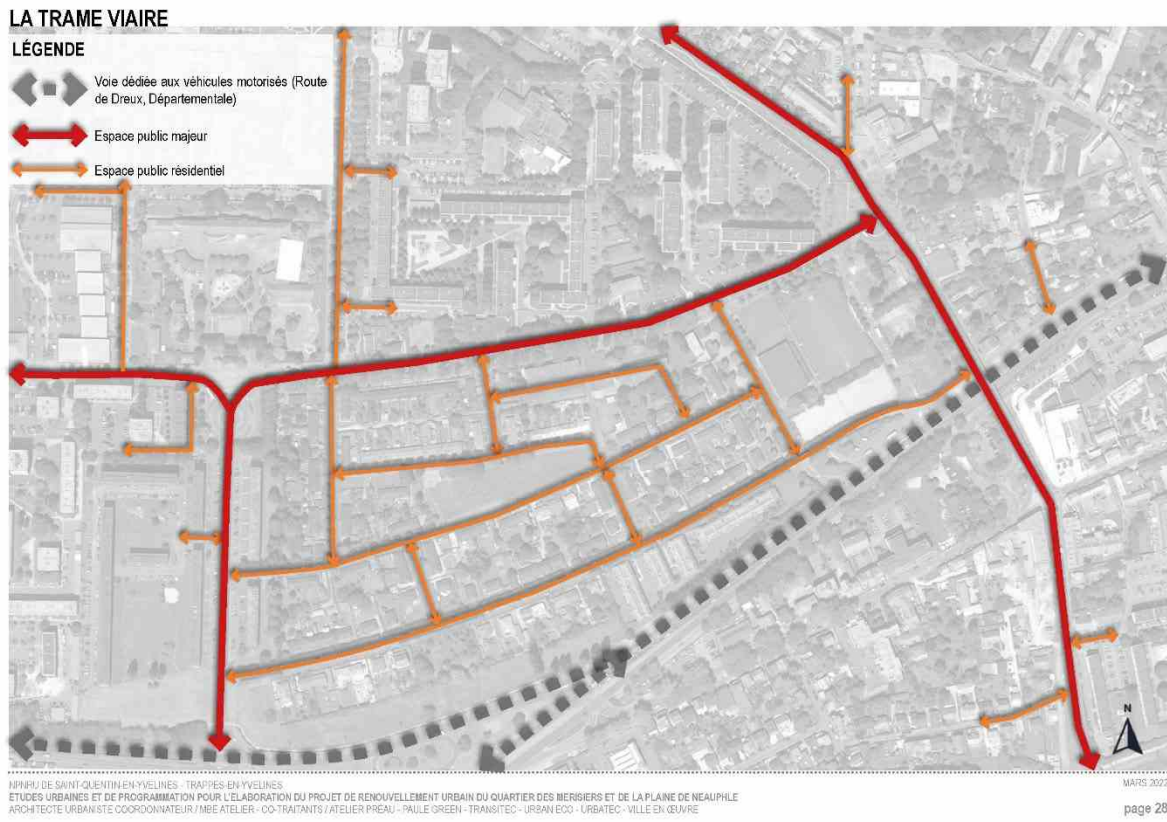 LA TRAME VIAIRE
LÉGENDE
Voie dédiée aux véhicules motorisés (Route
de Dreux, Départementale)
Espace public majeur
Espace public résidentiel
N
NPNRU DE SAINT-QUENTIN-EN-YVELINES - TRAPPES-EN-YVELINES
MARS 2022
ETUDES URBAINES ET DE PROGRAMMATION POUR L'ELABORATION DU PROJET DE RENOUVELLEMENT URBAIN DU QUARTIER DES MERISIERS ET DE LA PLAINE DE NEAUPHLE
ARCHITECTE URBANISTE COORDONNATEUR / MBE ATELIER - CO-TRAITANTS / ATELIER PRÉAU - PAULE GREEN - TRANSITEC - URBAN ECO - URBATEC - VILLE EN ŒUVRE
page 28